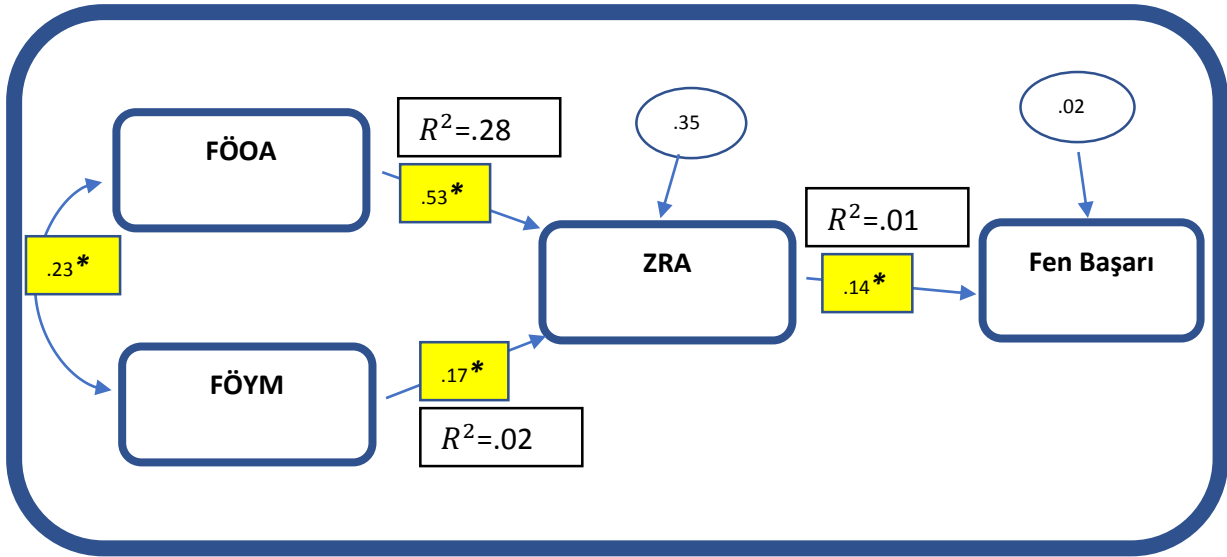 FÖOA
R²=.28
.35
.02
.53*
R²=.01
.23*
ZRA
Fen Başarı
.14*
FÖYM
.17*
R²=.02